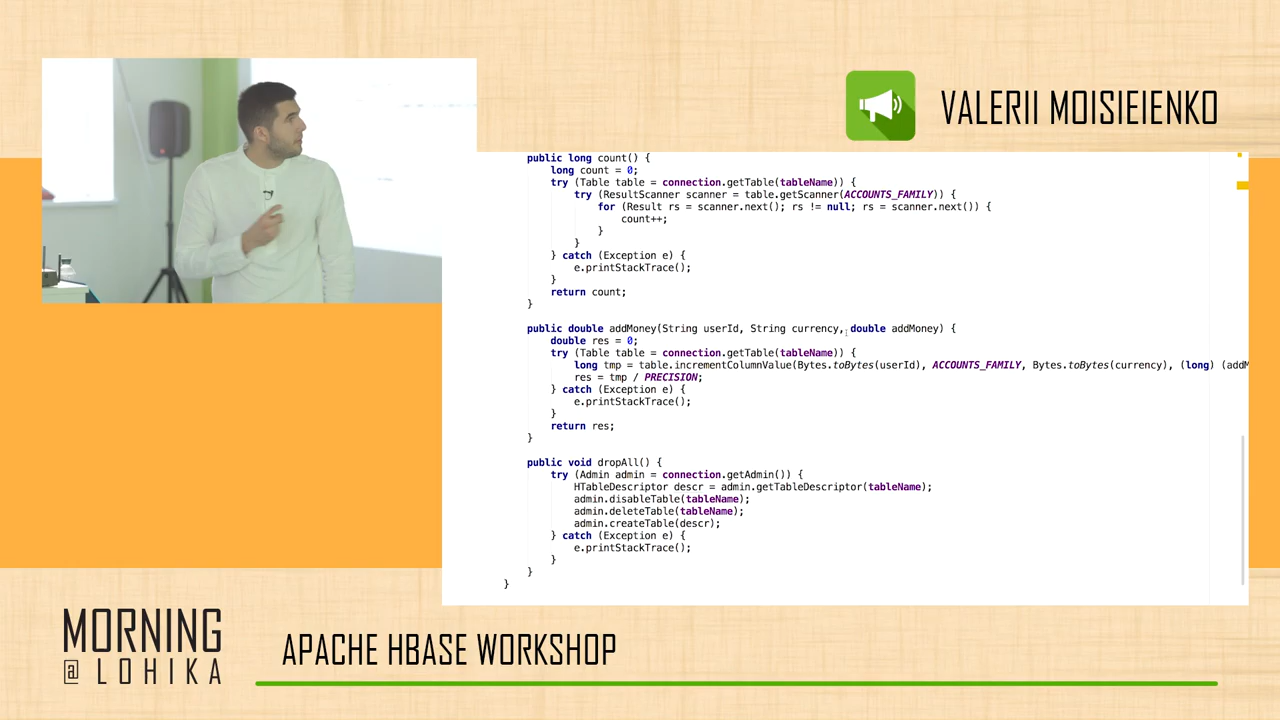 VALERII MOISIEIENKO
public long count() {
long count = 0;
try (Table table = connection.getTable(tableName)) {
try (ResultScanner scanner = table.getScanner(ACCOUNTS_FAMILY)) {
for (Result rs = scanner.next(); rs != null; rs = scanner.next()) {
count++;
}
}
} catch (Exception e) {
e.printStackTrace();
}
return count;
}
public double addMoney(String userId, String currency, double addMoney) {
double res = 0;
try (Table table = connection.getTable(tableName)) {
long tmp = table.incrementColumnValue(Bytes.toBytes(userId), ACCOUNTS_FAMILY, Bytes.toBytes(currency), (long) (addM
res = tmp / PRECISION;
} catch (Exception e) {
e.printStackTrace();
}
return res;
}
public void dropAll() {
try (Admin admin = connection.getAdmin()) {
HTableDescriptor descr = admin.getTableDescriptor(tableName);
admin.disableTable(tableName);
admin.deleteTable(tableName);
admin.createTable(descr);
} catch (Exception e) {
e.printStackTrace();
}
}
}
MORNING
@ LOHIKA
APACHE HBASE WORKSHOP